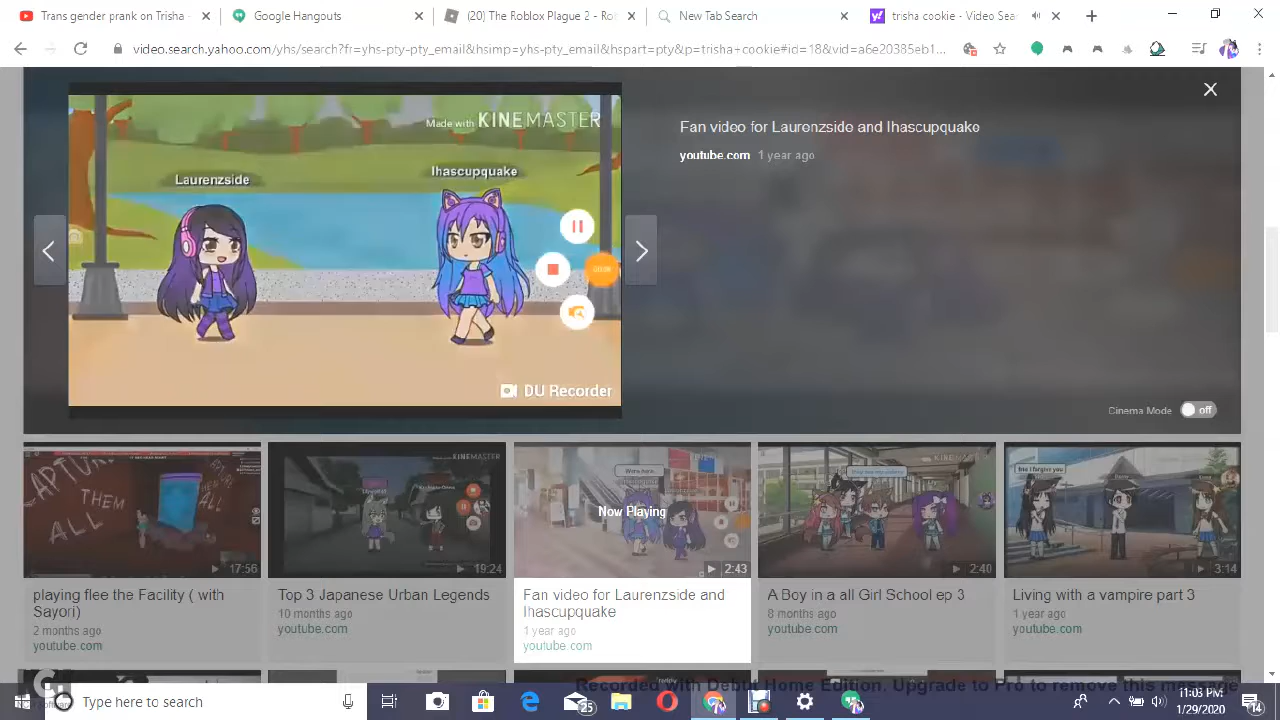 Trans gender prank on Trisha -
Google Hangouts
(20) The Roblox Plague 2 - Rol
New Tab Search
trisha cookie - Video Sea
video.search.yahoo.com/yhs/search?fr=yhs-pty-pty_email&hsimp=yhs-pty_email&hspart=pty&p=trisha+cookie#id=18&vid=a6e20385eb1...
Made with KINEMASTER
Laurenzside
Ihascupquake
DU Recorder
Fan video for Laurenzside and Ihascupquake
youtube.com 1 year ago
Cinema Mode off
THEM
ALL
17:56
playing flee the Facility ( with
Sayori)
2 months ago
youtube.com
KINEMASTER
19:24
Top 3 Japanese Urban Legends
10 months ago
youtube.com
Now Playing
2:43
Fan video for Laurenzside and
Ihascupquake
1 year ago
youtube.com
KINEMASTER
2:40
A Boy in a all Girl School ep 3
8 months ago
youtube.com
fine I forgive you
3:14
Living with a vampire part 3
1 year ago
youtube.com
Recorded with Debut Home Edition. Upgrade to Pro to remove this message
Type here to search
25
11:03 PM
1/29/2020
14